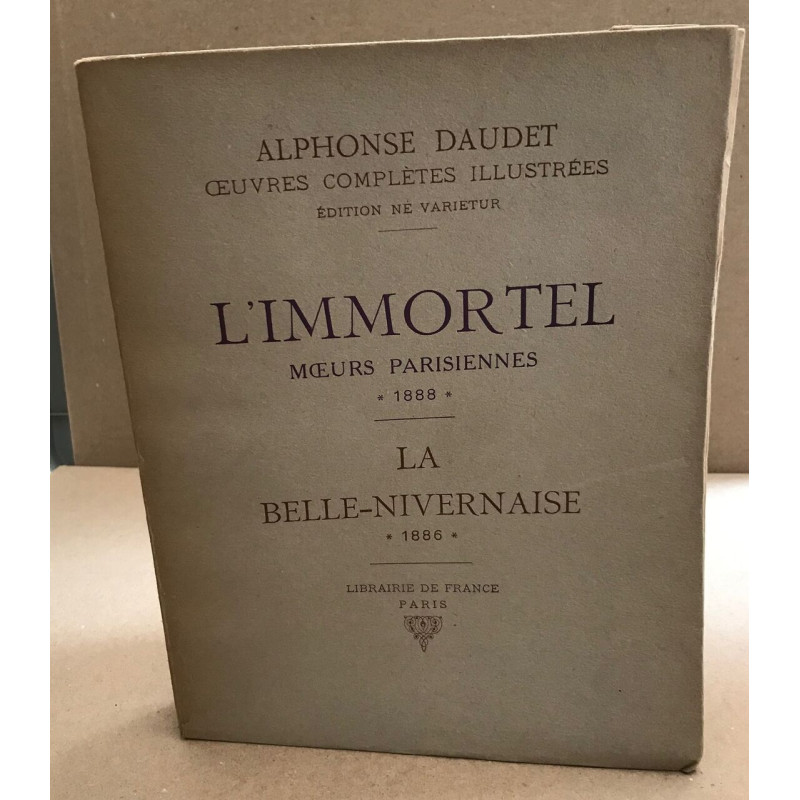 ALPHONSE DAUDET
ŒUVRES COMPLÈTES ILLUSTRÉES
ÉDITION NE VARIETUR
L'IMMORTEL
MŒURS PARISIENNES
* 1888 *
LA
BELLE-NIVERNAISE
* 1886 *
LIBRAIRIE DE FRANCE
PARIS